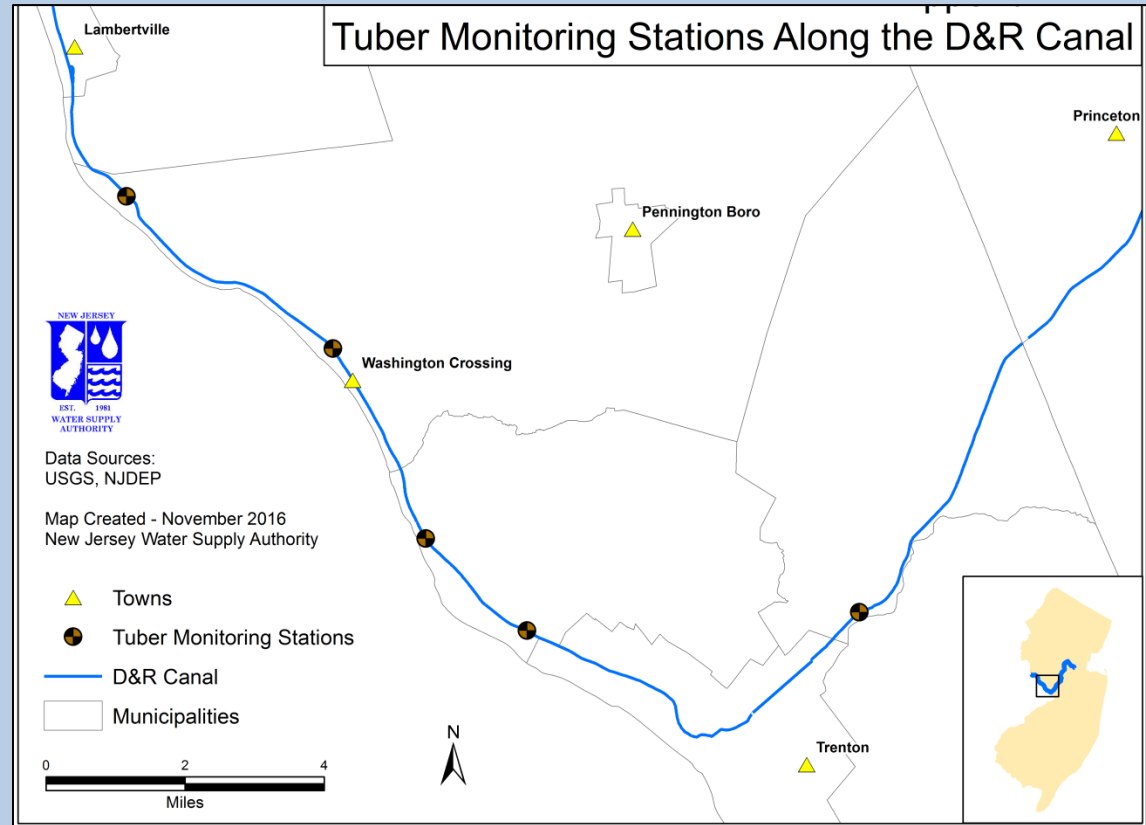 Tuber Monitoring Stations Along the D&R Canal
Lambertville
Princeton
Pennington Boro
Washington Crossing
NEW JERSEY
EST. 1981
WATER SUPPLY
AUTHORITY
Data Sources:
USGS, NJDEP
Map Created - November 2016
New Jersey Water Supply Authority
Towns
Tuber Monitoring Stations
D&R Canal
Municipalities
0 2 4
Miles
N
Trenton